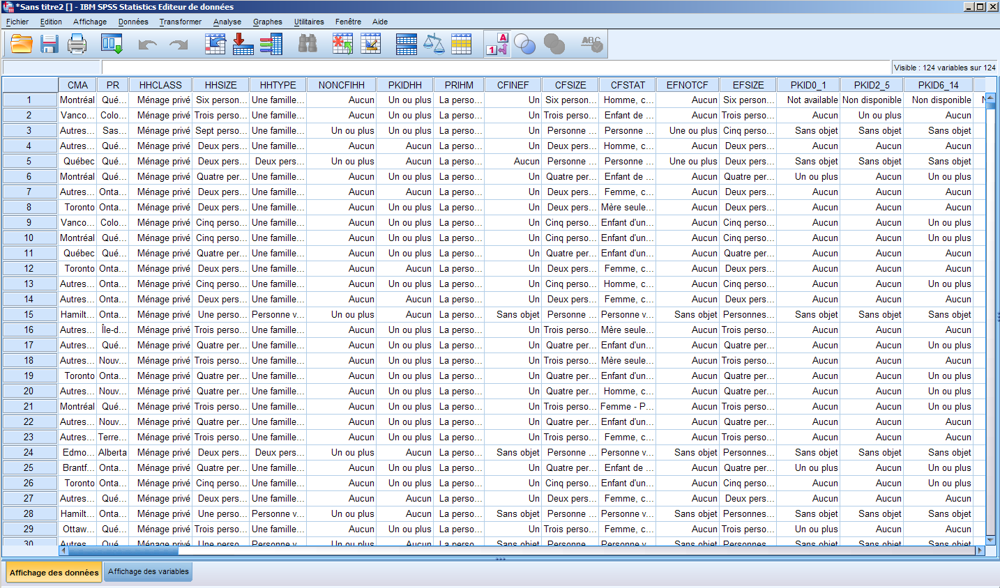 *Sans titre2 [] - IBM SPSS Statistics Editeur de données
Fichier Edition Affichage Données Transformer Analyse Graphes Utilitaires Fenêtre Aide
Visible : 124 variables sur 124
CMA PR HHCLASS HHSIZE HHTYPE NONCFIHH PKIDHH PRIHM CFINEF CFSIZE CFSTAT EFNOTCF EFSIZE PKID0_1 PKID2_5 PKID6_14
1 Montréal Qué... Ménage privé Six person... Une famille... Aucun Un ou plus La perso... Un Six person... Homme, c... Aucun Six person... Not available Non disponible Non disponible
2 Vanco... Colo... Ménage privé Trois perso... Une famille... Aucun Un ou plus La perso... Un Trois perso... Enfant de ... Aucun Trois perso... Aucun Un ou plus Aucun
3 Autres... Sas... Ménage privé Sept perso... Une famille... Un ou plus Un ou plus La perso... Un Personne ... Personne ... Une ou plus Cinq perso... Sans objet Sans objet Sans objet
4 Autres... Qué... Ménage privé Deux pers... Une famille... Aucun Aucun La perso... Un Deux pers... Homme, c... Aucun Deux pers... Aucun Aucun Aucun
5 Québec Qué... Ménage privé Deux pers... Deux pers... Un ou plus Aucun La perso... Aucun Personne ... Personne ... Une ou plus Deux pers... Sans objet Sans objet Sans objet
6 Montréal Qué... Ménage privé Quatre per... Une famille... Aucun Un ou plus La perso... Un Quatre per... Enfant de ... Aucun Quatre per... Un ou plus Aucun Un ou plus
7 Autres... Onta... Ménage privé Deux pers... Une famille... Aucun Aucun La perso... Un Deux pers... Femme, c... Aucun Deux pers... Aucun Aucun Aucun
8 Toronto Onta... Ménage privé Deux pers... Une famille... Aucun Un ou plus La perso... Un Deux pers... Mère seule... Aucun Deux pers... Aucun Aucun Aucun
9 Vanco... Colo... Ménage privé Cinq perso... Une famille... Aucun Un ou plus La perso... Un Cinq perso... Enfant d'un... Aucun Cinq perso... Aucun Aucun Un ou plus
10 Montréal Qué... Ménage privé Cinq perso... Une famille... Aucun Un ou plus La perso... Un Cinq perso... Enfant d'un... Aucun Cinq perso... Aucun Aucun Un ou plus
11 Québec Qué... Ménage privé Quatre per... Une famille... Aucun Un ou plus La perso... Un Quatre per... Enfant d'un... Aucun Quatre per... Aucun Aucun Aucun
12 Toronto Onta... Ménage privé Deux pers... Une famille... Aucun Aucun La perso... Un Deux pers... Femme, c... Aucun Deux pers... Aucun Aucun Aucun
13 Autres... Onta... Ménage privé Cinq perso... Une famille... Aucun Un ou plus La perso... Un Cinq perso... Homme, c... Aucun Cinq perso... Aucun Aucun Un ou plus
14 Autres... Onta... Ménage privé Deux pers... Une famille... Aucun Aucun La perso... Un Deux pers... Femme, c... Aucun Deux pers... Aucun Aucun Aucun
15 Hamilt... Onta... Ménage privé Une perso... Personne v... Un ou plus Aucun La perso... Sans objet Personne ... Personne v... Sans objet Personnes... Sans objet Sans objet Sans objet
16 Autres... Île-d... Ménage privé Trois perso... Une famille... Aucun Un ou plus La perso... Un Trois perso... Mère seule... Aucun Trois perso... Aucun Aucun Aucun
17 Autres... Qué... Ménage privé Quatre per... Une famille... Aucun Un ou plus La perso... Un Quatre per... Enfant d'un... Aucun Quatre per... Aucun Aucun Un ou plus
18 Autres... Nouv... Ménage privé Trois perso... Une famille... Aucun Un ou plus La perso... Un Trois perso... Mère seule... Aucun Trois perso... Aucun Aucun Aucun
19 Toronto Onta... Ménage privé Quatre per... Une famille... Aucun Un ou plus La perso... Un Quatre per... Enfant d'un... Aucun Quatre per... Aucun Aucun Un ou plus
20 Autres... Nouv... Ménage privé Quatre per... Une famille... Aucun Un ou plus La perso... Un Quatre per... Homme, c... Aucun Quatre per... Aucun Aucun Un ou plus
21 Montréal Qué... Ménage privé Trois perso... Une famille... Aucun Un ou plus La perso... Un Trois perso... Femme - P... Aucun Trois perso... Aucun Aucun Un ou plus
22 Autres... Nouv... Ménage privé Quatre per... Une famille... Aucun Un ou plus La perso... Un Quatre per... Enfant d'un... Aucun Quatre per... Aucun Aucun Aucun
23 Autres... Terre... Ménage privé Trois perso... Une famille... Aucun Un ou plus La perso... Un Trois perso... Femme, c... Aucun Trois perso... Aucun Aucun Aucun
24 Edmo... Alberta Ménage privé Deux pers... Deux pers... Un ou plus Aucun La perso... Sans objet Personne ... Personne v... Sans objet Personnes... Sans objet Sans objet Sans objet
25 Brantf... Onta... Ménage privé Quatre per... Une famille... Aucun Un ou plus La perso... Un Quatre per... Enfant de ... Aucun Quatre per... Un ou plus Aucun Un ou plus
26 Toronto Onta... Ménage privé Cinq perso... Une famille... Aucun Un ou plus La perso... Un Cinq perso... Enfant d'un... Aucun Cinq perso... Aucun Aucun Un ou plus
27 Autres... Qué... Ménage privé Deux pers... Une famille... Aucun Aucun La perso... Un Deux pers... Femme, c... Aucun Deux pers... Aucun Aucun Aucun
28 Hamilt... Onta... Ménage privé Une perso... Personne v... Un ou plus Aucun La perso... Sans objet Personne ... Personne v... Sans objet Personnes... Sans objet Sans objet Sans objet
29 Ottaw... Qué... Ménage privé Trois perso... Une famille... Aucun Un ou plus La perso... Un Trois perso... Femme, c... Aucun Trois perso... Un ou plus Aucun Aucun
30 Autres... Qué... Ménage privé Une perso... Personne v... Un ou plus Aucun La perso... Sans objet Personne ... Personne v... Sans objet Personnes... Sans objet Sans objet Sans objet
Affichage des données Affichage des variables